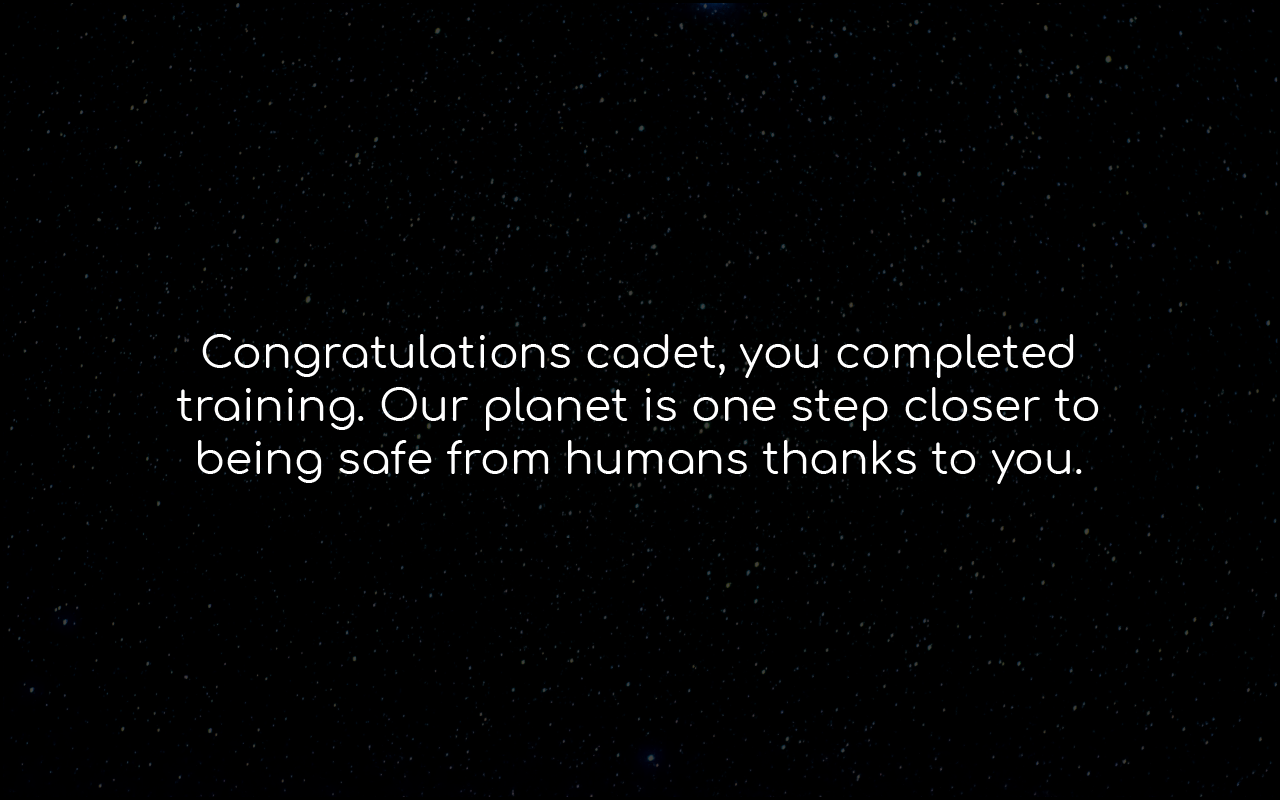 Congratulations cadet, you completed
training. Our planet is one step closer to
being safe from humans thanks to you.